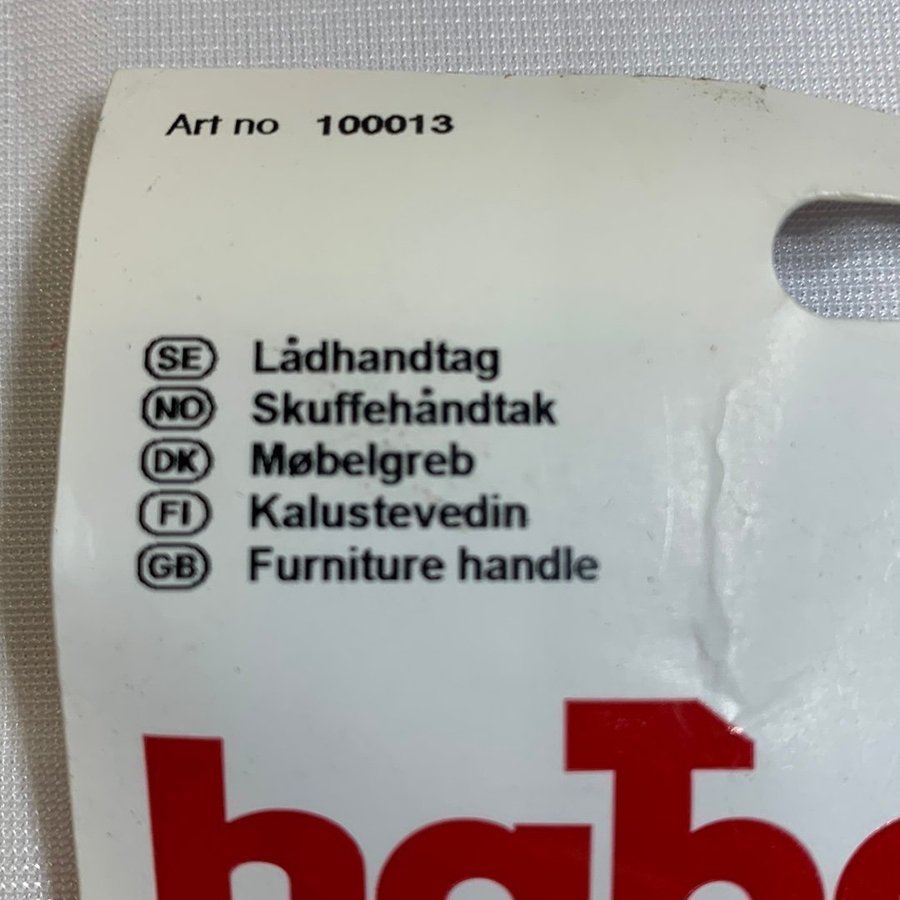 Art no 100013
SE Lådhandtag
NO Skuffehåndtak
DK Møbelgreb
FI Kalustevedin
GB Furniture handle